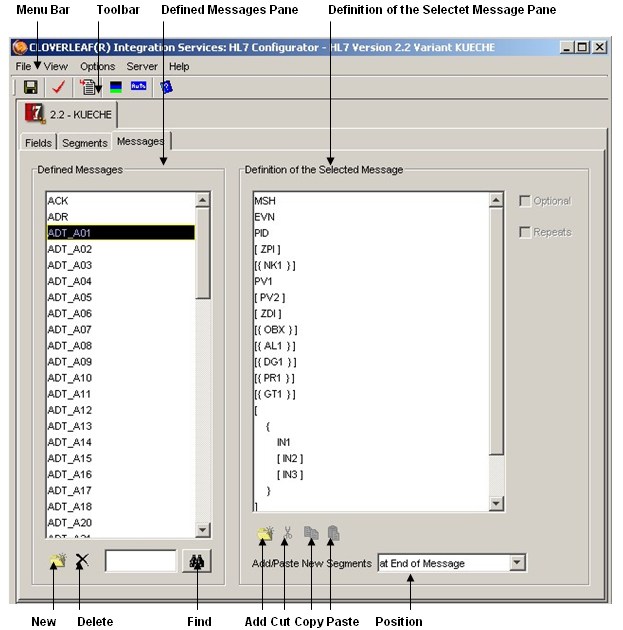 Menu Bar Toolbar Defined Messages Pane Definition of the Selectet Message Pane
CLOVERLEAF(R) Integration Services: HL7 Configurator - HL7 Version 2.2 Variant KUECHE
File View Options Server Help
2.2 - KUECHE
Fields Segments Messages
Defined Messages
ACK
ADR
ADT_A01
ADT_A02
ADT_A03
ADT_A04
ADT_A05
ADT_A06
ADT_A07
ADT_A08
ADT_A09
ADT_A10
ADT_A11
ADT_A12
ADT_A13
ADT_A14
ADT_A15
ADT_A16
ADT_A17
ADT_A18
ADT_A20
ADT_A21
Definition of the Selected Message
MSH
EVN
PID
[ ZPI ]
[{ NK1 }]
PV1
[ PV2 ]
[ ZDI ]
[{ OBX }]
[{ AL1 }]
[{ DG1 }]
[{ PR1 }]
[{ GT1 }]
[
{
IN1
[ IN2 ]
[ IN3 ]
}
]
Optional
Repeats
Add/Paste New Segments at End of Message
New Delete Find Add Cut Copy Paste Position